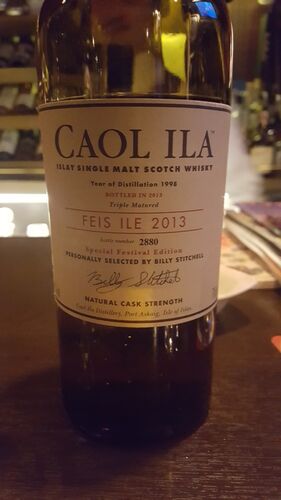 CAOL ILA™
ISLAY SINGLE MALT SCOTCH WHISKY
Year of Distillation 1998
BOTTLED IN 2013
Triple Matured
FEIS ILE 2013
bottle number 2880
Special Festival Edition
PERSONALLY SELECTED BY BILLY STITCHELL
Billy Stitchell
NATURAL CASK STRENGTH
Caol Ila Distillery, Port Askaig, Isle of Islay